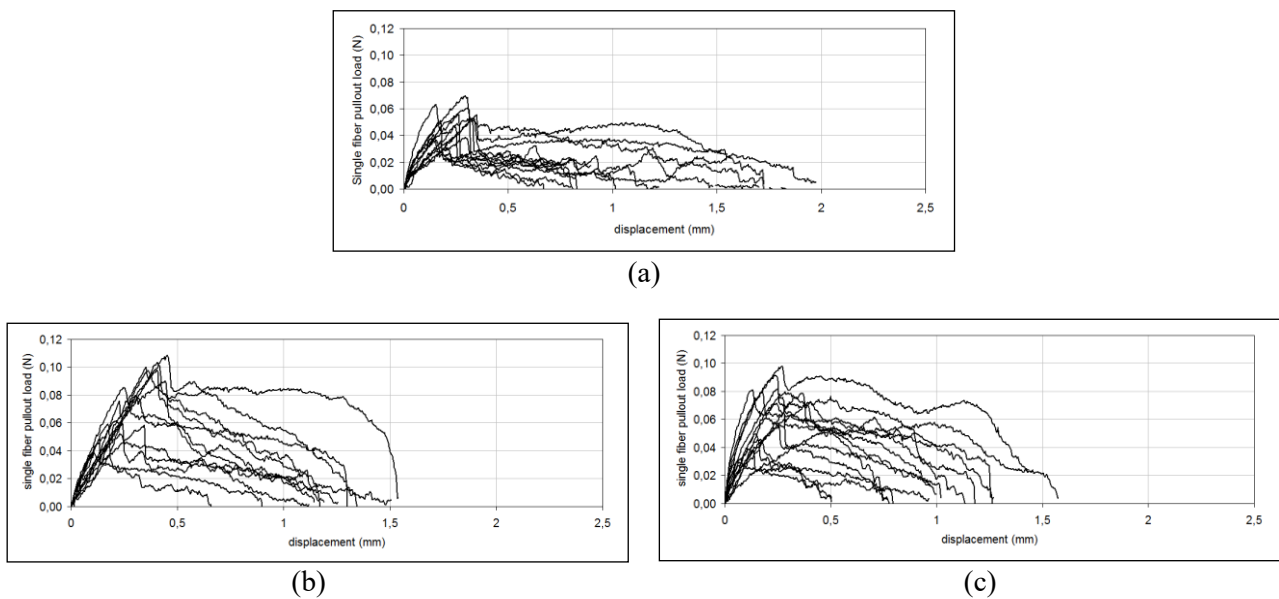 Single fiber pullout load (N)
0,12
0,10
0,08
0,06
0,04
0,02
0,00
0 0,5 1 1,5 2 2,5
displacement (mm)
(a)
single fiber pullout load (N)
0,12
0,10
0,08
0,06
0,04
0,02
0,00
0 0,5 1 1,5 2 2,5
displacement (mm)
(b)
single fiber pullout load (N)
0,12
0,10
0,08
0,06
0,04
0,02
0,00
0 0,5 1 1,5 2 2,5
displacement (mm)
(c)